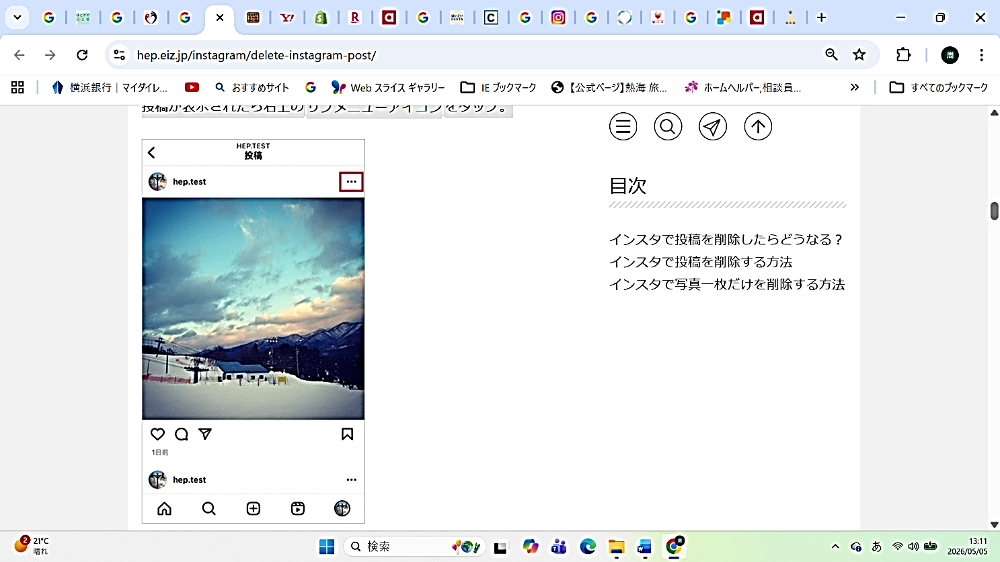 hep.eiz.jp/instagram/delete-instagram-post/
周
横浜銀行｜マイダイレ...
おすすめサイト
Web スライス ギャラリー
IE ブックマーク
【公式ページ】熱海 旅...
ホームヘルパー,相談員...
»
すべてのブックマーク
投稿が表示されたら右上のサブメニューアイコンをタップ。
HEP.TEST
投稿
hep.test
1日前
hep.test
目次
インスタで投稿を削除したらどうなる？
インスタで投稿を削除する方法
インスタで写真一枚だけを削除する方法
2
21°C
晴れ
検索
あ
13:11
2026/05/05